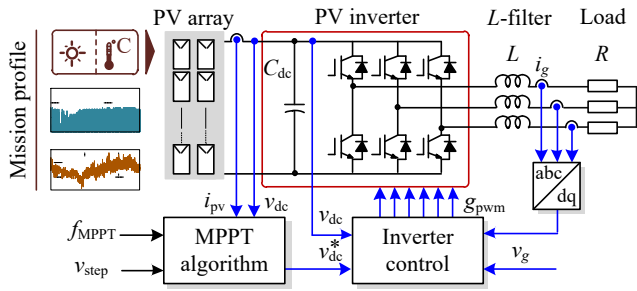 PV array
PV inverter
L-filter
Load
°C
Mission profile
C_dc
L
i_g
R
abc
dq
i_pv
v_dc
v_dc
g_pwm
f_MPPT
MPPT
algorithm
v*_dc
Inverter
control
v_step
v_g